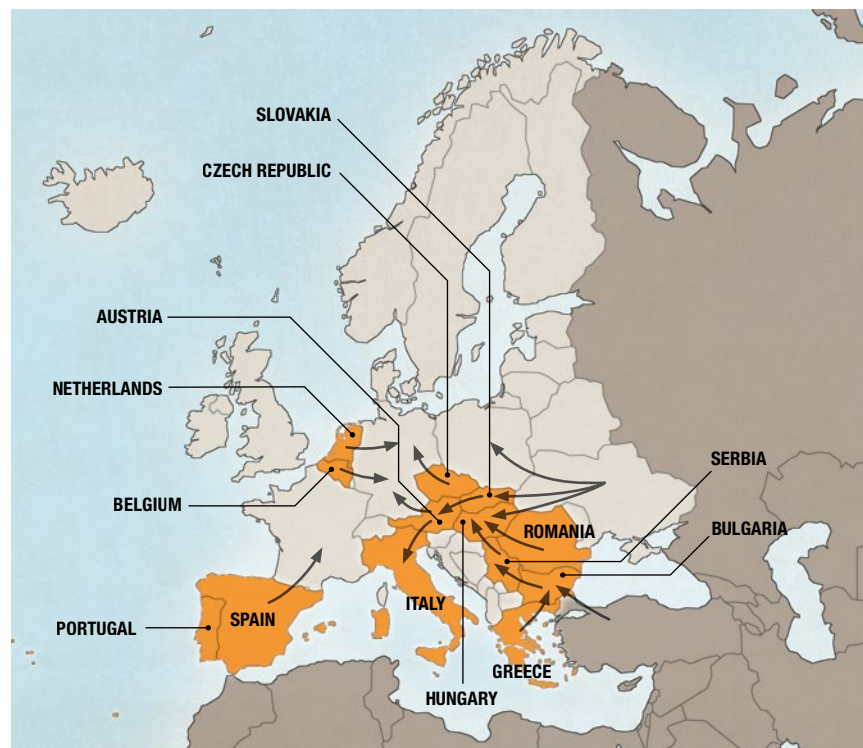 SLOVAKIA
CZECH REPUBLIC
AUSTRIA
NETHERLANDS
SERBIA
BELGIUM
ROMANIA
BULGARIA
ITALY
SPAIN
PORTUGAL
GREECE
HUNGARY